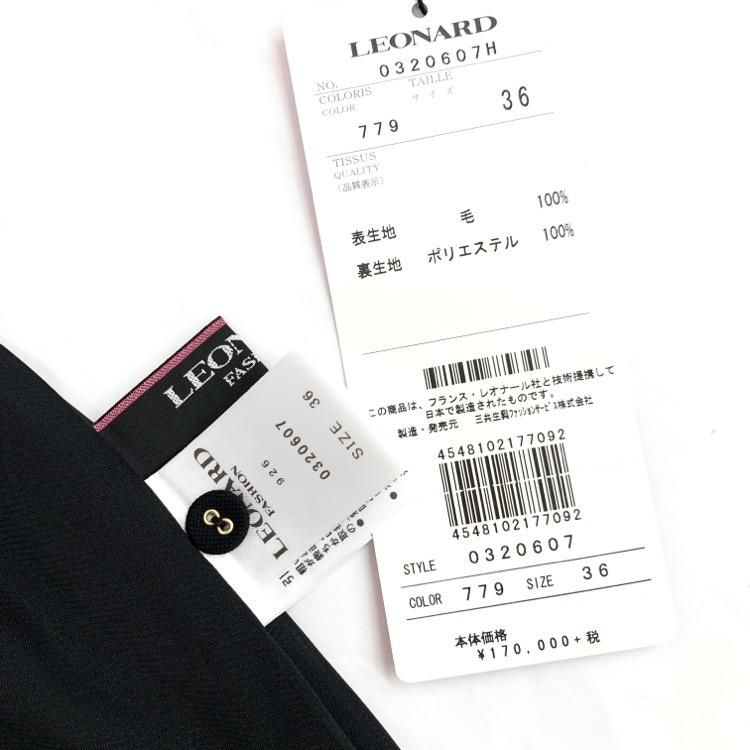 LEONARD
NO. 0320607H
COLORIS TAILLE
COLOR サイズ
779 36
TISSUS
QUALITY
(品質表示)
表生地 毛 100%
裏生地 ポリエステル 100%
この商品は、フランス・レオナール社と技術提携して
日本で製造されたものです。
製造・発売元 三共生興ファッションサービス株式会社
4548102177092
4548102177092
STYLE 0320607
COLOR 779 SIZE 36
本体価格
¥170,000+税
LEON
FAS
SIZE 36
0320607
926
LEONARD
FASHION